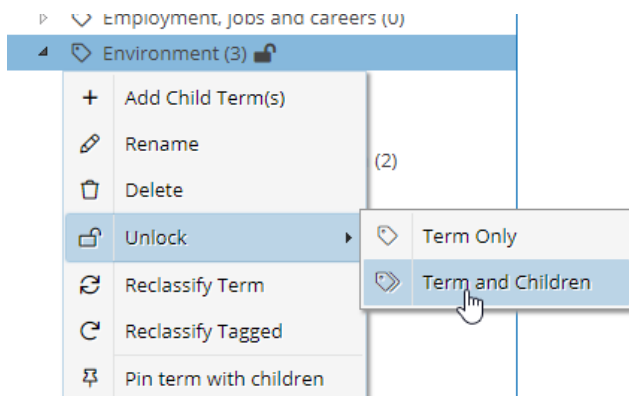 Employment, jobs and careers (0)
Environment (3)
Add Child Term(s)
Rename
(2)
Delete
Unlock
Term Only
Term and Children
Reclassify Term
Reclassify Tagged
Pin term with children